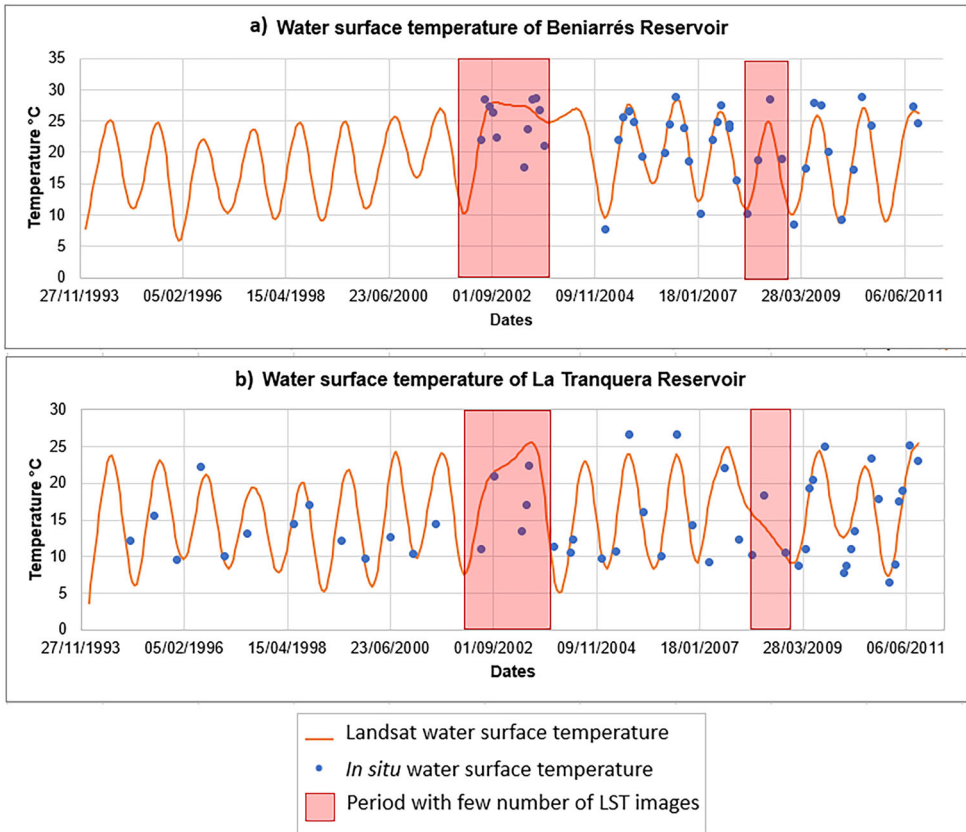 a) Water surface temperature of Beniarrés Reservoir
Temperature °C
35
30
25
20
15
10
5
0
27/11/1993 05/02/1996 15/04/1998 23/06/2000 01/09/2002 09/11/2004 18/01/2007 28/03/2009 06/06/2011
Dates
b) Water surface temperature of La Tranquera Reservoir
Temperature °C
30
25
20
15
10
5
0
27/11/1993 05/02/1996 15/04/1998 23/06/2000 01/09/2002 09/11/2004 18/01/2007 28/03/2009 06/06/2011
Dates
Landsat water surface temperature
In situ water surface temperature
Period with few number of LST images